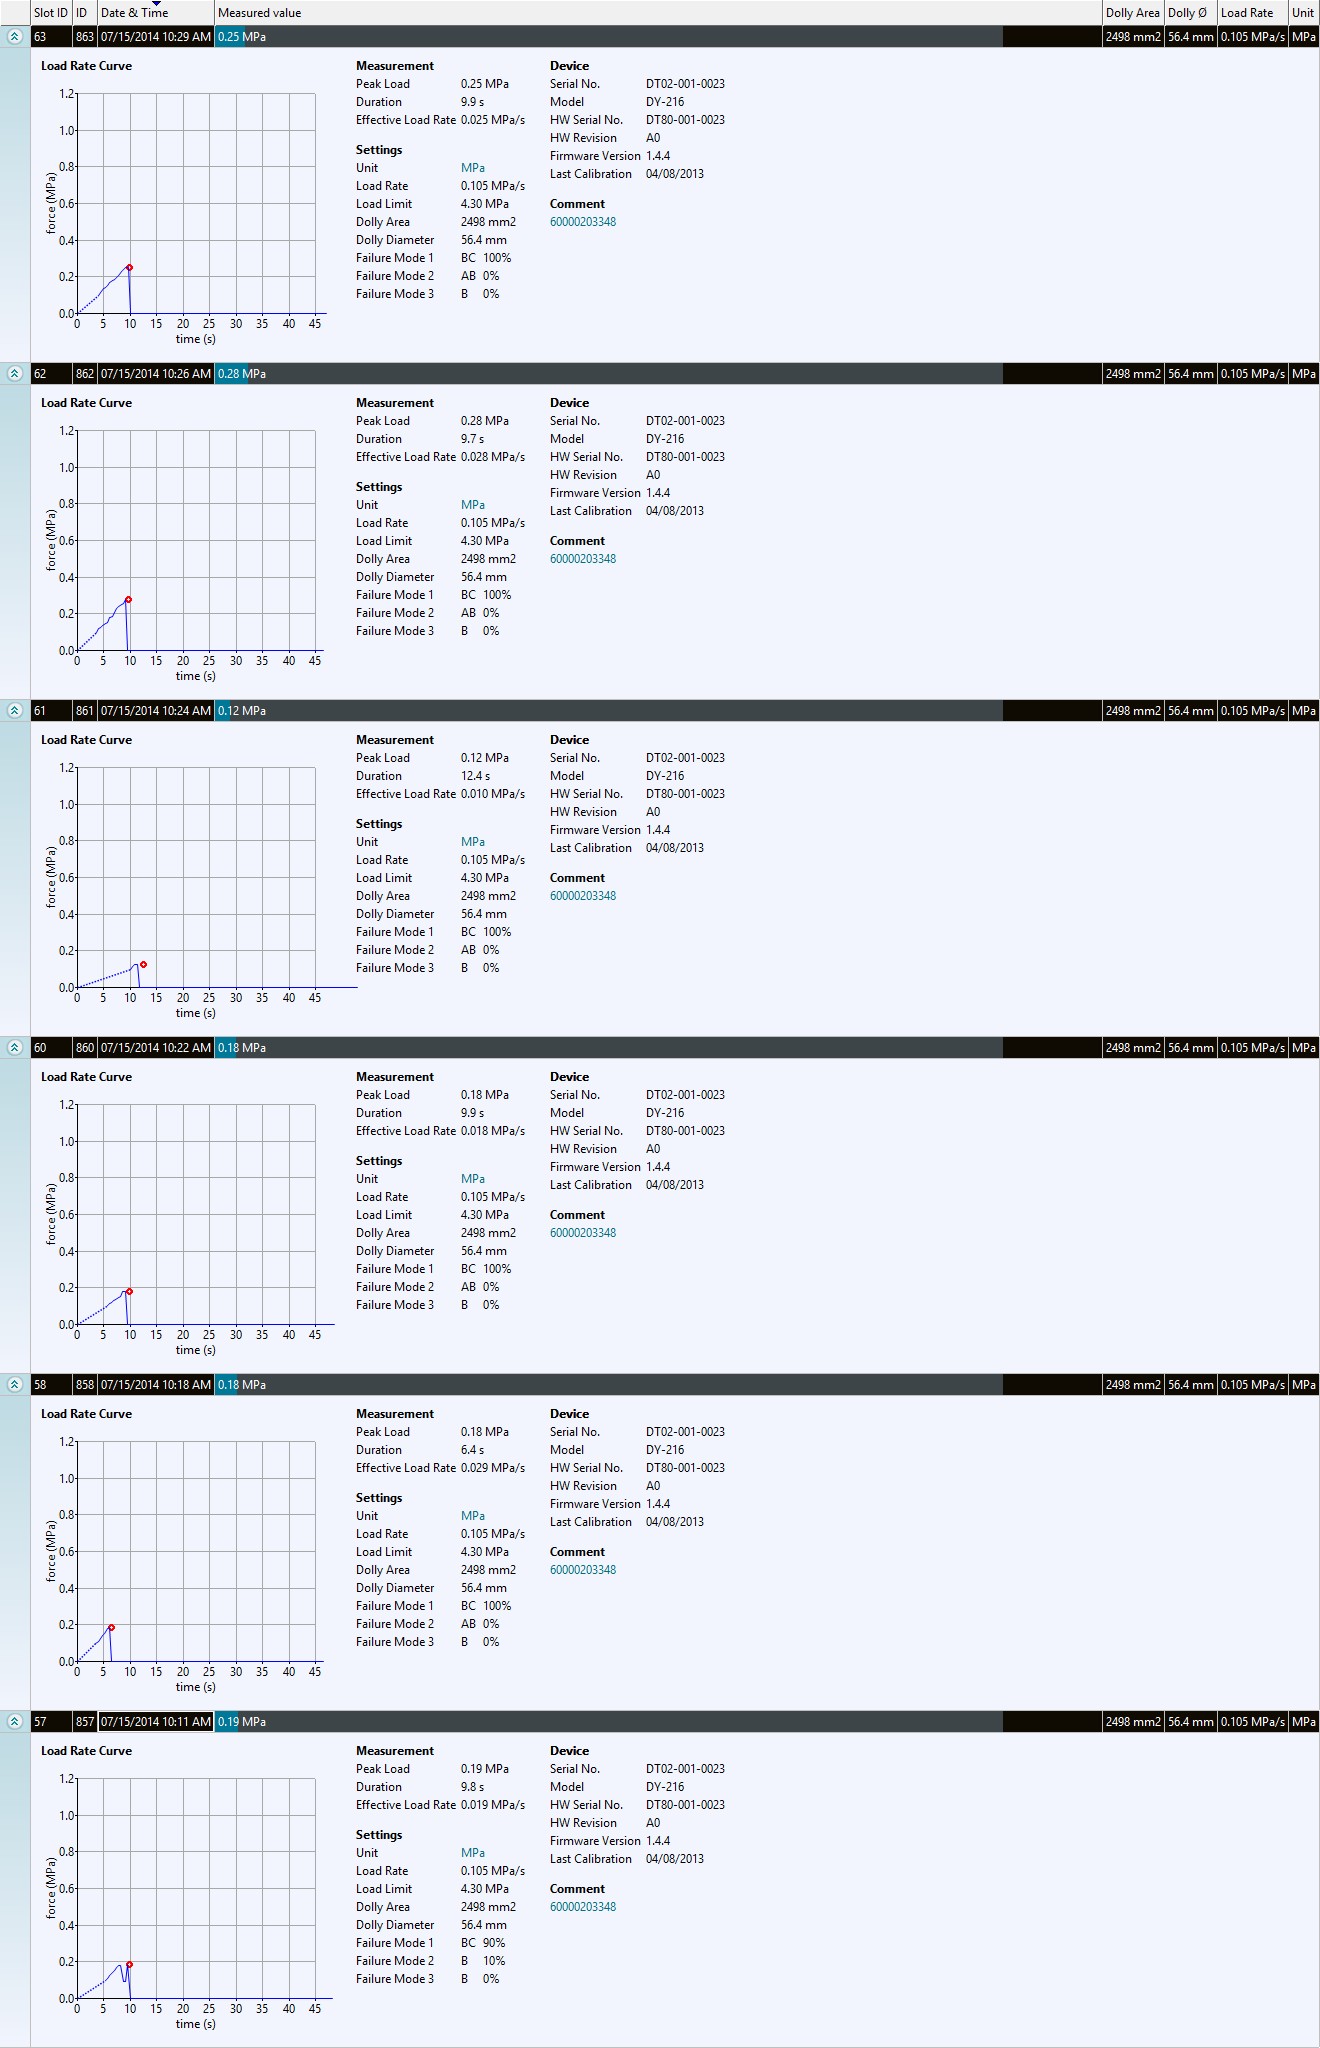 Slot ID ID Date & Time Measured value Dolly Area Dolly Ø Load Rate Unit
63 863 07/15/2014 10:29 AM 0.25 MPa 2498 mm2 56.4 mm 0.105 MPa/s MPa
Load Rate Curve Measurement Device
Peak Load 0.25 MPa Serial No. DT02-001-0023
1.2 Duration 9.9 s Model DY-216
Effective Load Rate 0.025 MPa/s HW Serial No. DT80-001-0023
1.0 HW Revision A0
Settings Firmware Version 1.4.4
0.8 Unit MPa Last Calibration 04/08/2013
Load Rate 0.105 MPa/s
force (MPa) 0.6 Load Limit 4.30 MPa Comment
Dolly Area 2498 mm2 60000203348
0.4 Dolly Diameter 56.4 mm
Failure Mode 1 BC 100%
0.2 Failure Mode 2 AB 0%
Failure Mode 3 B 0%
0.0
0 5 10 15 20 25 30 35 40 45
time (s)
62 862 07/15/2014 10:26 AM 0.28 MPa 2498 mm2 56.4 mm 0.105 MPa/s MPa
Load Rate Curve Measurement Device
Peak Load 0.28 MPa Serial No. DT02-001-0023
1.2 Duration 9.7 s Model DY-216
Effective Load Rate 0.028 MPa/s HW Serial No. DT80-001-0023
1.0 HW Revision A0
Settings Firmware Version 1.4.4
0.8 Unit MPa Last Calibration 04/08/2013
Load Rate 0.105 MPa/s
force (MPa) 0.6 Load Limit 4.30 MPa Comment
Dolly Area 2498 mm2 60000203348
0.4 Dolly Diameter 56.4 mm
Failure Mode 1 BC 100%
0.2 Failure Mode 2 AB 0%
Failure Mode 3 B 0%
0.0
0 5 10 15 20 25 30 35 40 45
time (s)
61 861 07/15/2014 10:24 AM 0.12 MPa 2498 mm2 56.4 mm 0.105 MPa/s MPa
Load Rate Curve Measurement Device
Peak Load 0.12 MPa Serial No. DT02-001-0023
1.2 Duration 12.4 s Model DY-216
Effective Load Rate 0.010 MPa/s HW Serial No. DT80-001-0023
1.0 HW Revision A0
Settings Firmware Version 1.4.4
0.8 Unit MPa Last Calibration 04/08/2013
Load Rate 0.105 MPa/s
force (MPa) 0.6 Load Limit 4.30 MPa Comment
Dolly Area 2498 mm2 60000203348
0.4 Dolly Diameter 56.4 mm
Failure Mode 1 BC 100%
0.2 Failure Mode 2 AB 0%
Failure Mode 3 B 0%
0.0
0 5 10 15 20 25 30 35 40 45
time (s)
60 860 07/15/2014 10:22 AM 0.18 MPa 2498 mm2 56.4 mm 0.105 MPa/s MPa
Load Rate Curve Measurement Device
Peak Load 0.18 MPa Serial No. DT02-001-0023
1.2 Duration 9.9 s Model DY-216
Effective Load Rate 0.018 MPa/s HW Serial No. DT80-001-0023
1.0 HW Revision A0
Settings Firmware Version 1.4.4
0.8 Unit MPa Last Calibration 04/08/2013
Load Rate 0.105 MPa/s
force (MPa) 0.6 Load Limit 4.30 MPa Comment
Dolly Area 2498 mm2 60000203348
0.4 Dolly Diameter 56.4 mm
Failure Mode 1 BC 100%
0.2 Failure Mode 2 AB 0%
Failure Mode 3 B 0%
0.0
0 5 10 15 20 25 30 35 40 45
time (s)
58 858 07/15/2014 10:18 AM 0.18 MPa 2498 mm2 56.4 mm 0.105 MPa/s MPa
Load Rate Curve Measurement Device
Peak Load 0.18 MPa Serial No. DT02-001-0023
1.2 Duration 6.4 s Model DY-216
Effective Load Rate 0.029 MPa/s HW Serial No. DT80-001-0023
1.0 HW Revision A0
Settings Firmware Version 1.4.4
0.8 Unit MPa Last Calibration 04/08/2013
Load Rate 0.105 MPa/s
force (MPa) 0.6 Load Limit 4.30 MPa Comment
Dolly Area 2498 mm2 60000203348
0.4 Dolly Diameter 56.4 mm
Failure Mode 1 BC 100%
0.2 Failure Mode 2 AB 0%
Failure Mode 3 B 0%
0.0
0 5 10 15 20 25 30 35 40 45
time (s)
57 857 07/15/2014 10:11 AM 0.19 MPa 2498 mm2 56.4 mm 0.105 MPa/s MPa
Load Rate Curve Measurement Device
Peak Load 0.19 MPa Serial No. DT02-001-0023
1.2 Duration 9.8 s Model DY-216
Effective Load Rate 0.019 MPa/s HW Serial No. DT80-001-0023
1.0 HW Revision A0
Settings Firmware Version 1.4.4
0.8 Unit MPa Last Calibration 04/08/2013
Load Rate 0.105 MPa/s
force (MPa) 0.6 Load Limit 4.30 MPa Comment
Dolly Area 2498 mm2 60000203348
0.4 Dolly Diameter 56.4 mm
Failure Mode 1 BC 90%
0.2 Failure Mode 2 B 10%
Failure Mode 3 B 0%
0.0
0 5 10 15 20 25 30 35 40 45
time (s)